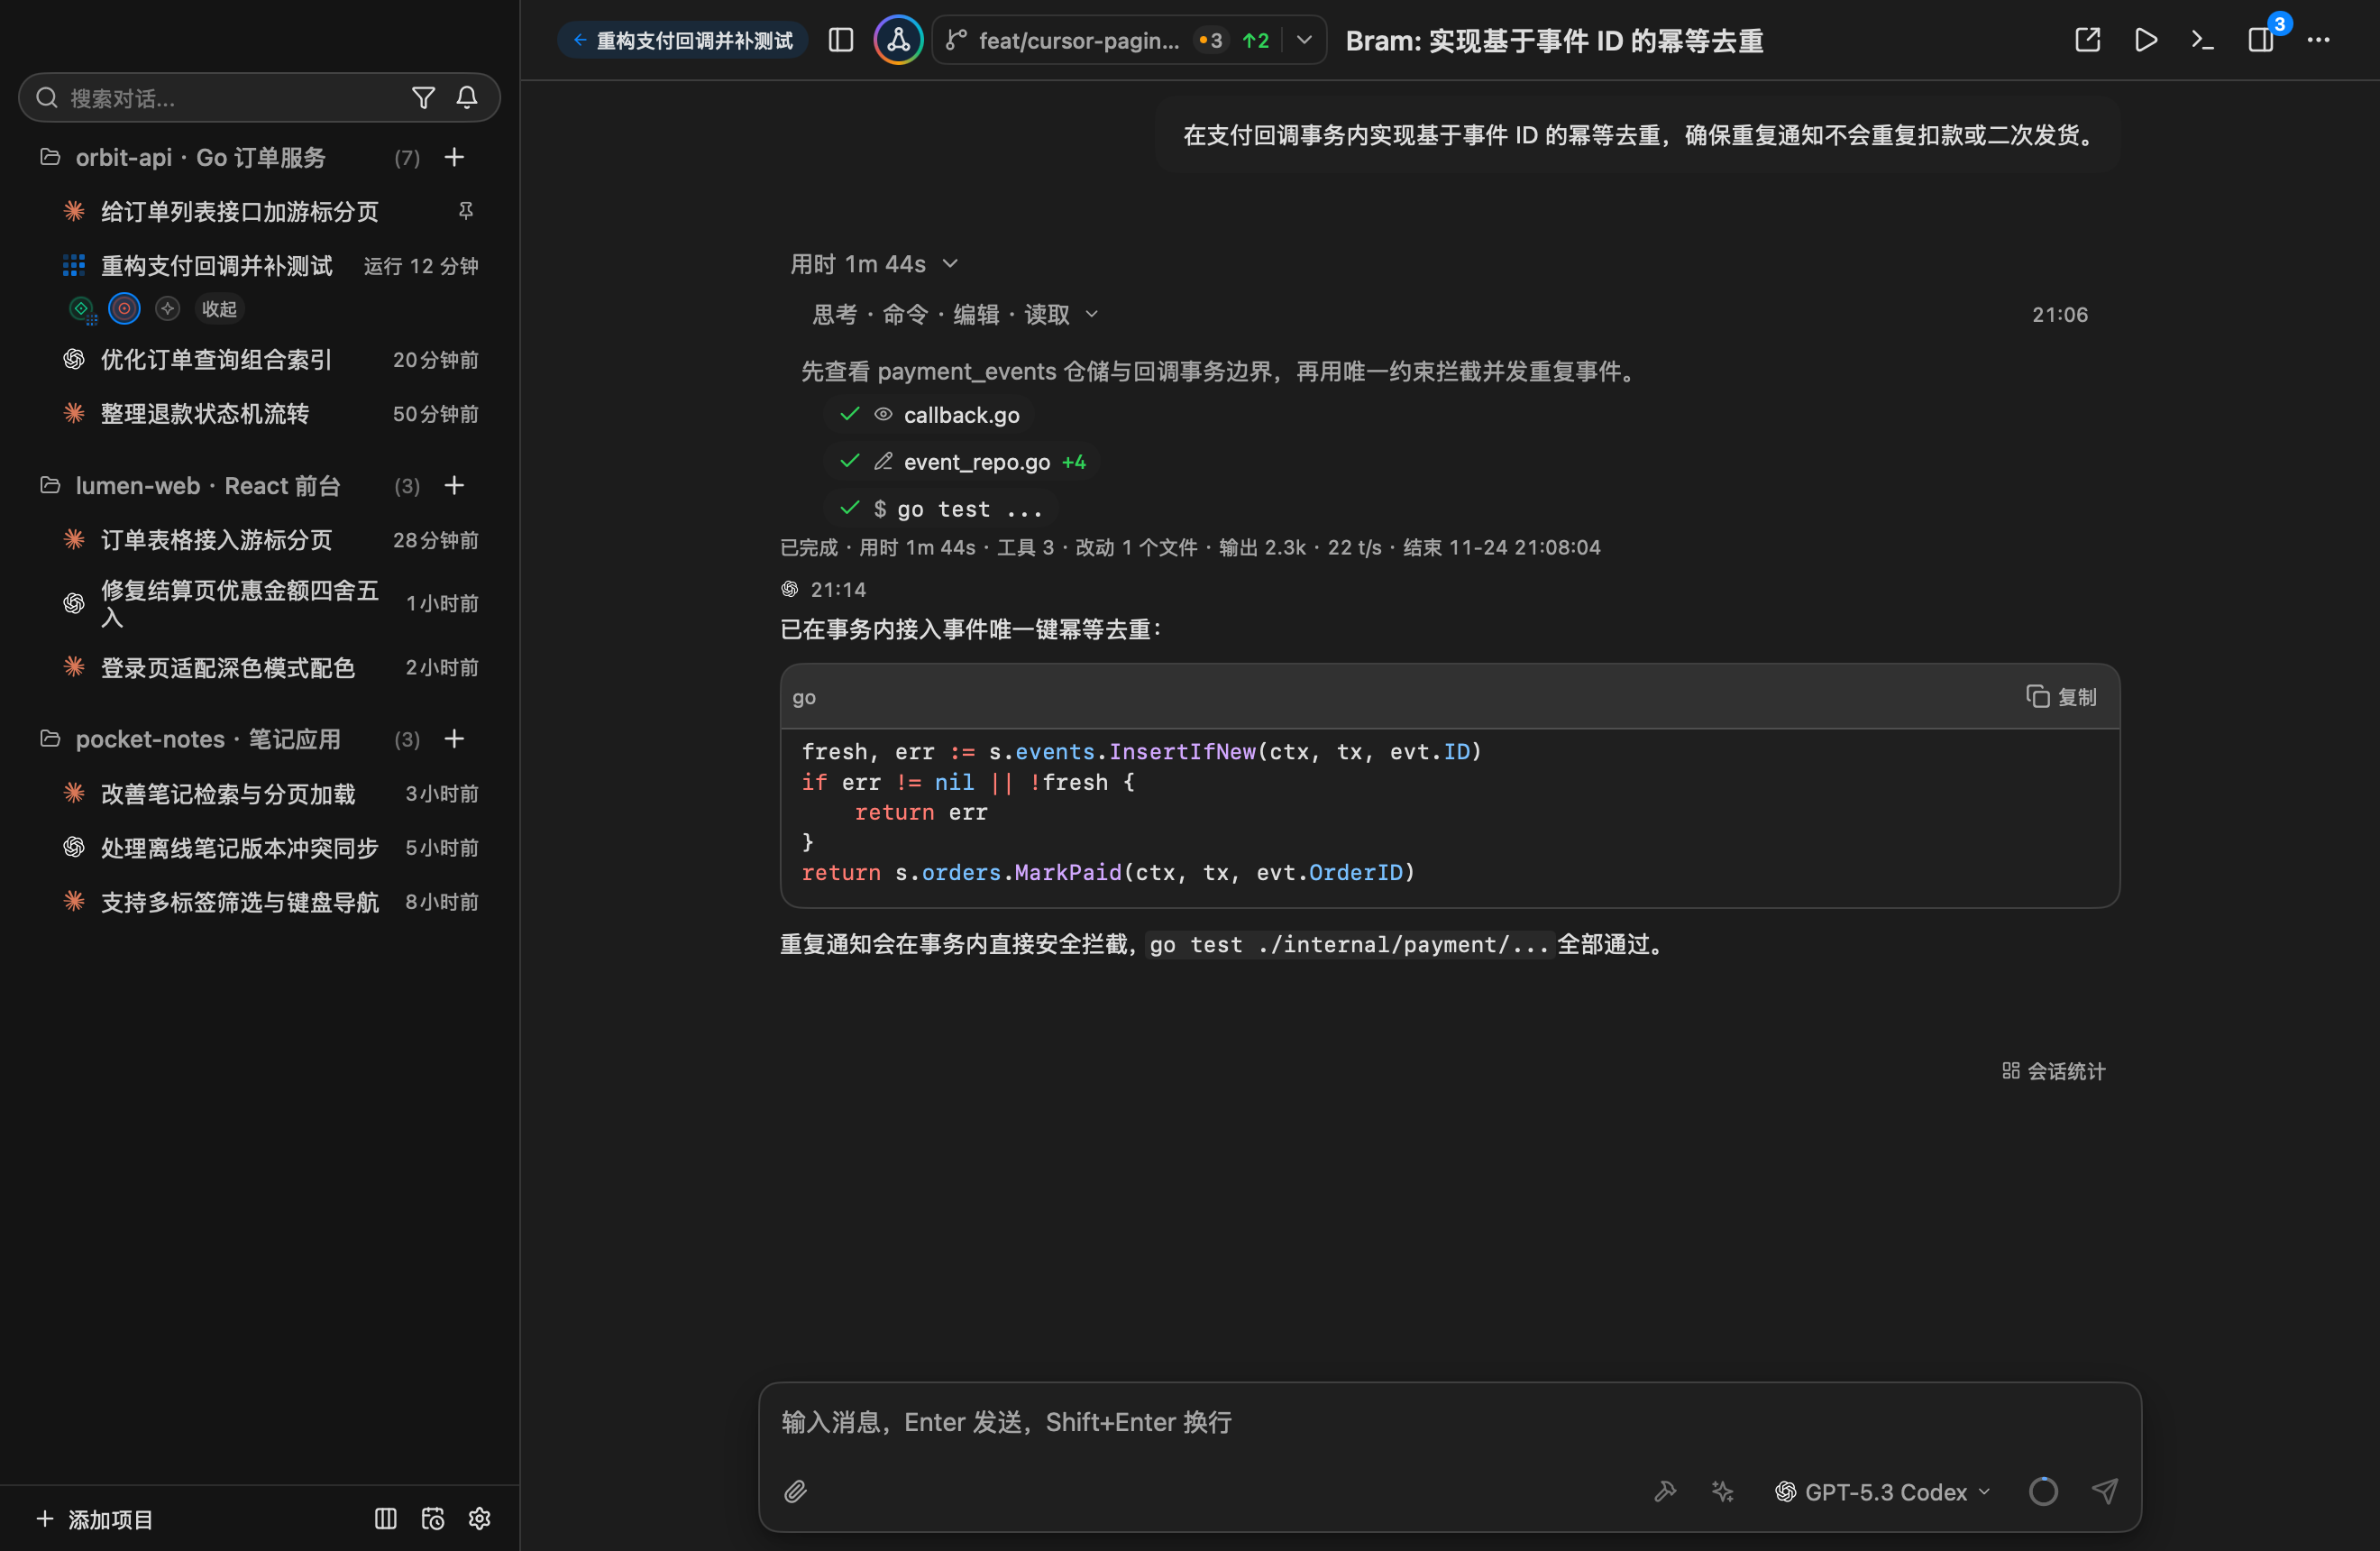 搜索对话...
orbit-api · Go 订单服务 (7)
给订单列表接口加游标分页
重构支付回调并补测试 运行 12 分钟
收起
优化订单查询组合索引 20分钟前
整理退款状态机流转 50分钟前
lumen-web · React 前台 (3)
订单表格接入游标分页 28分钟前
修复结算页优惠金额四舍五
入 1小时前
登录页适配深色模式配色 2小时前
pocket-notes · 笔记应用 (3)
改善笔记检索与分页加载 3小时前
处理离线笔记版本冲突同步 5小时前
支持多标签筛选与键盘导航 8小时前
添加项目
← 重构支付回调并补测试 feat/cursor-pagin... 3 ↑2 Bram: 实现基于事件 ID 的幂等去重 3
在支付回调事务内实现基于事件 ID 的幂等去重，确保重复通知不会重复扣款或二次发货。
用时 1m 44s
思考 · 命令 · 编辑 · 读取 21:06
先查看 payment_events 仓储与回调事务边界，再用唯一约束拦截并发重复事件。
callback.go
event_repo.go +4
$ go test ...
已完成 · 用时 1m 44s · 工具 3 · 改动 1 个文件 · 输出 2.3k · 22 t/s · 结束 11-24 21:08:04
21:14
已在事务内接入事件唯一键幂等去重：
go 复制
fresh, err := s.events.InsertIfNew(ctx, tx, evt.ID)
if err != nil || !fresh {
    return err
}
return s.orders.MarkPaid(ctx, tx, evt.OrderID)
重复通知会在事务内直接安全拦截，go test ./internal/payment/... 全部通过。
会话统计
输入消息，Enter 发送，Shift+Enter 换行
GPT-5.3 Codex